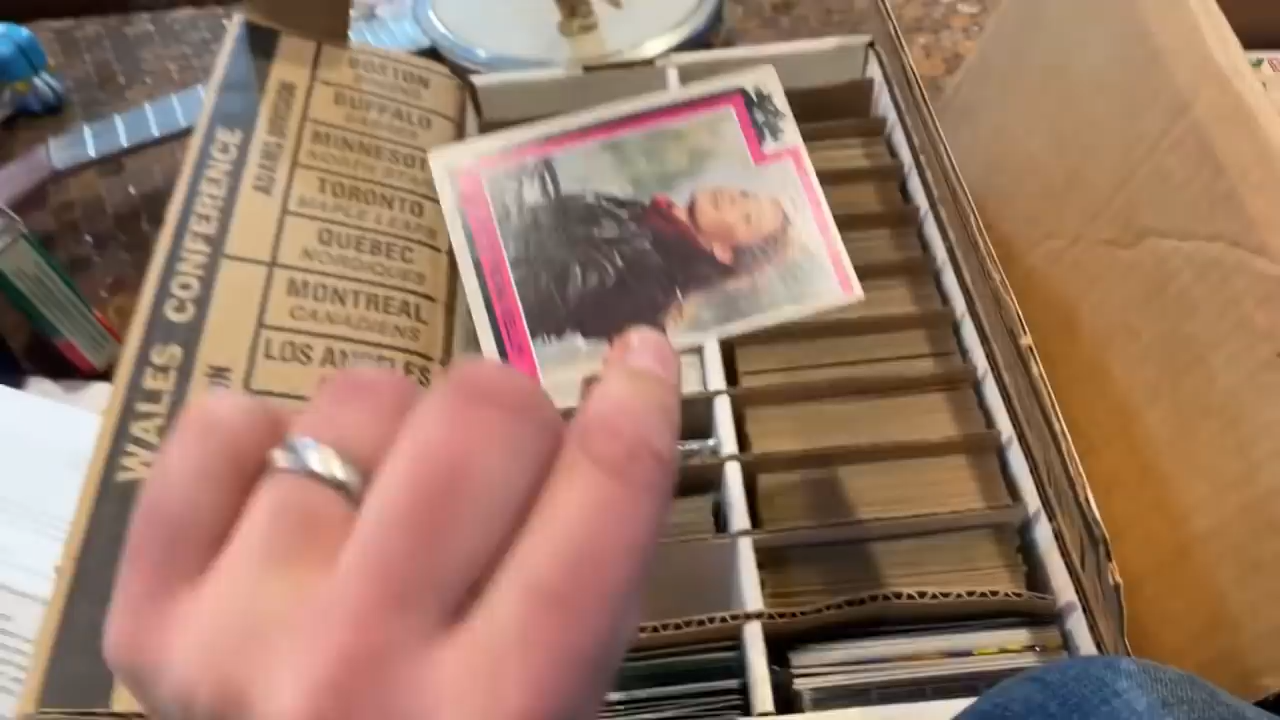 WALES CONFERENCE
ADAMS DIVISION
BOSTON
BRUINS
BUFFALO
SABRES
MINNESOTA
NORTH STARS
TORONTO
MAPLE LEAFS
QUEBEC
NORDIQUES
MONTREAL
CANADIENS
LOS ANGELES